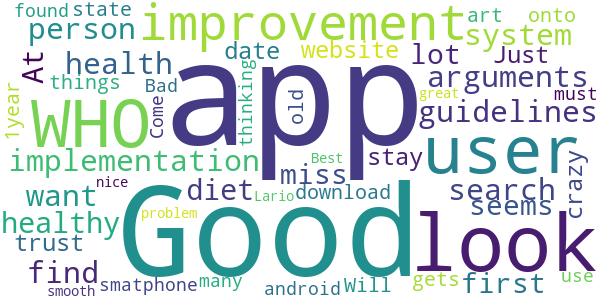 found state improvement art onto
person system
At health date website lot Just
things Bad thinking arguments
1year WHO Come app old great must
guidelines
implementation user
Best stay crazy
want nice diet miss search
Good Lario download look seems
healthy problem
trust
find smatphone many Will gets first
smooth android use